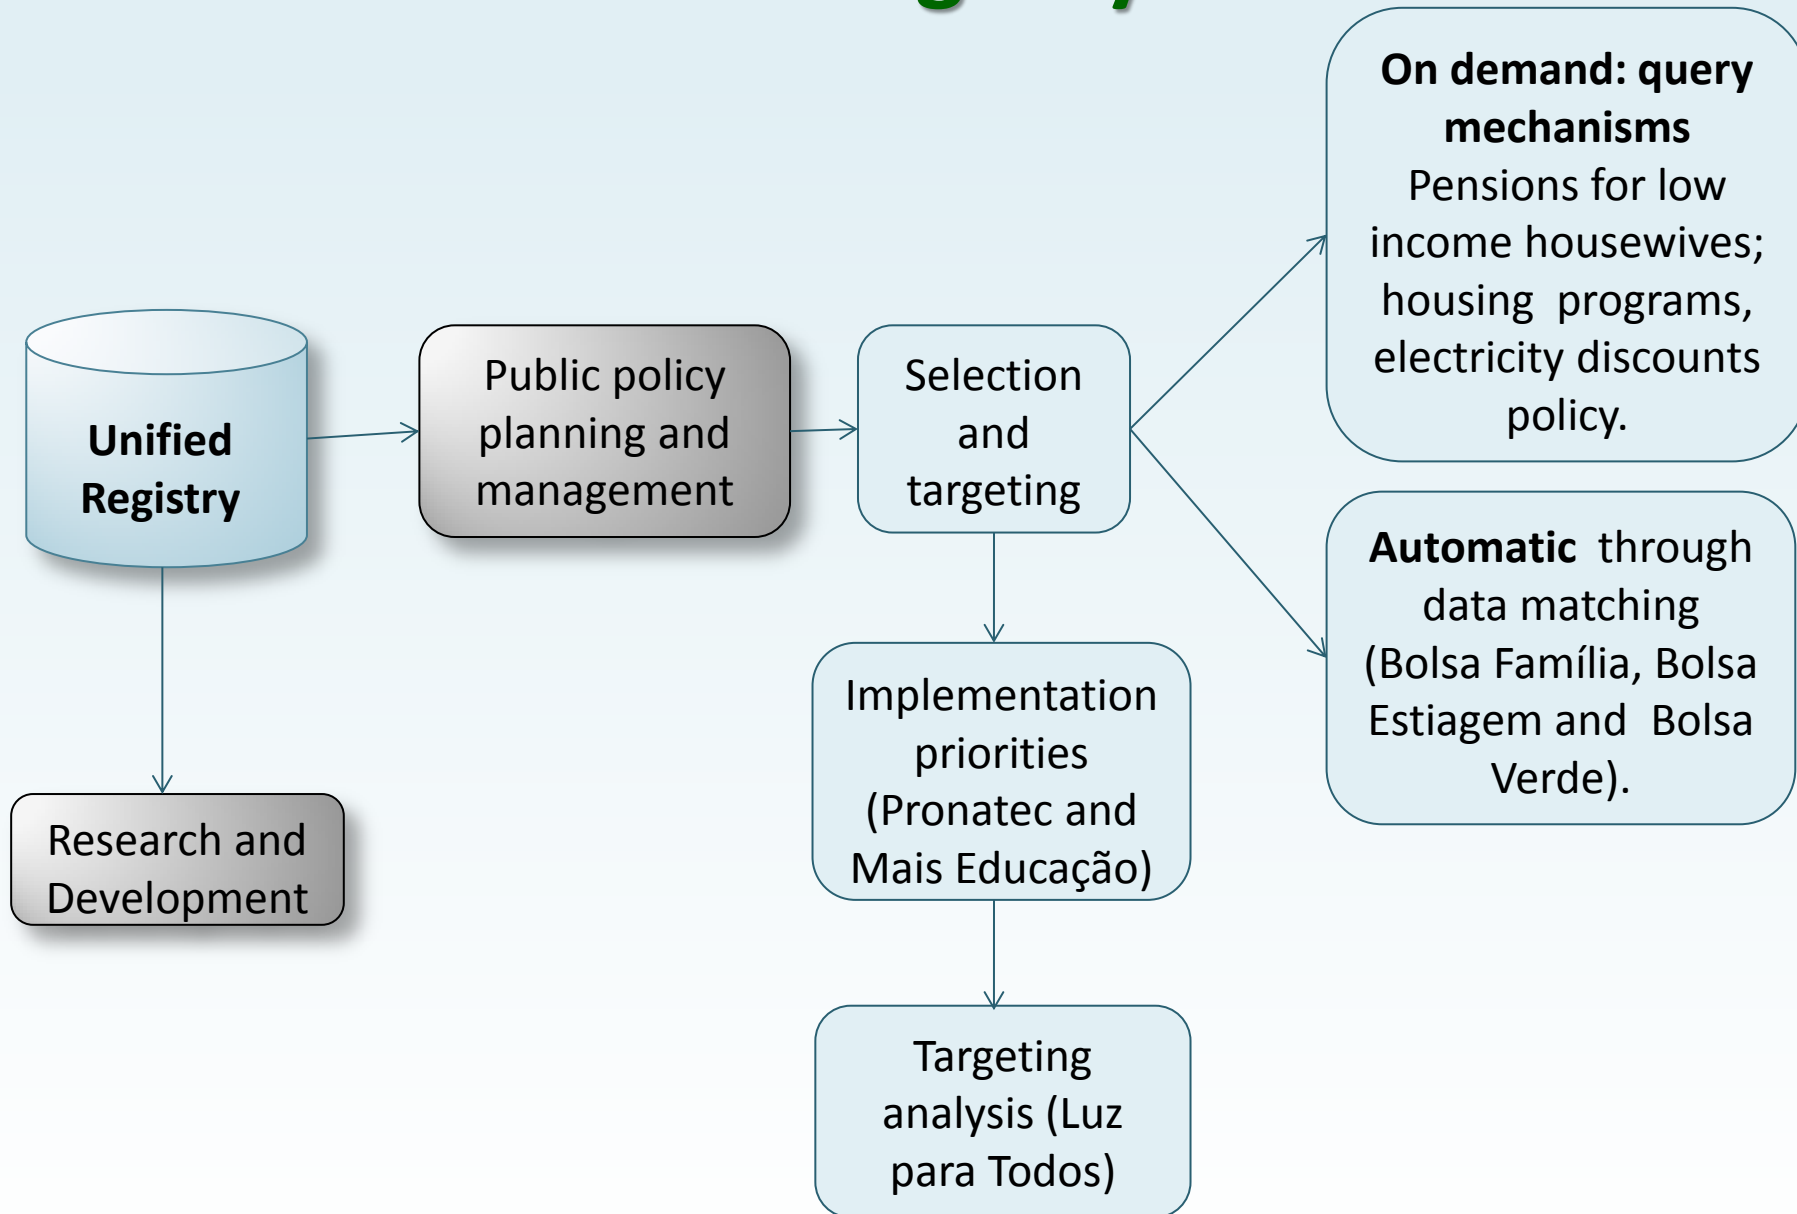 Unified
Registry
Research and
Development
Public policy
planning and
management
Selection
and
targeting
Implementation
priorities
(Pronatec and
Mais Educação)
Targeting
analysis (Luz
para Todos)
On demand: query
mechanisms
Pensions for low
income housewives;
housing programs,
electricity discounts
policy.
Automatic through
data matching
(Bolsa Família, Bolsa
Estiagem and Bolsa
Verde).